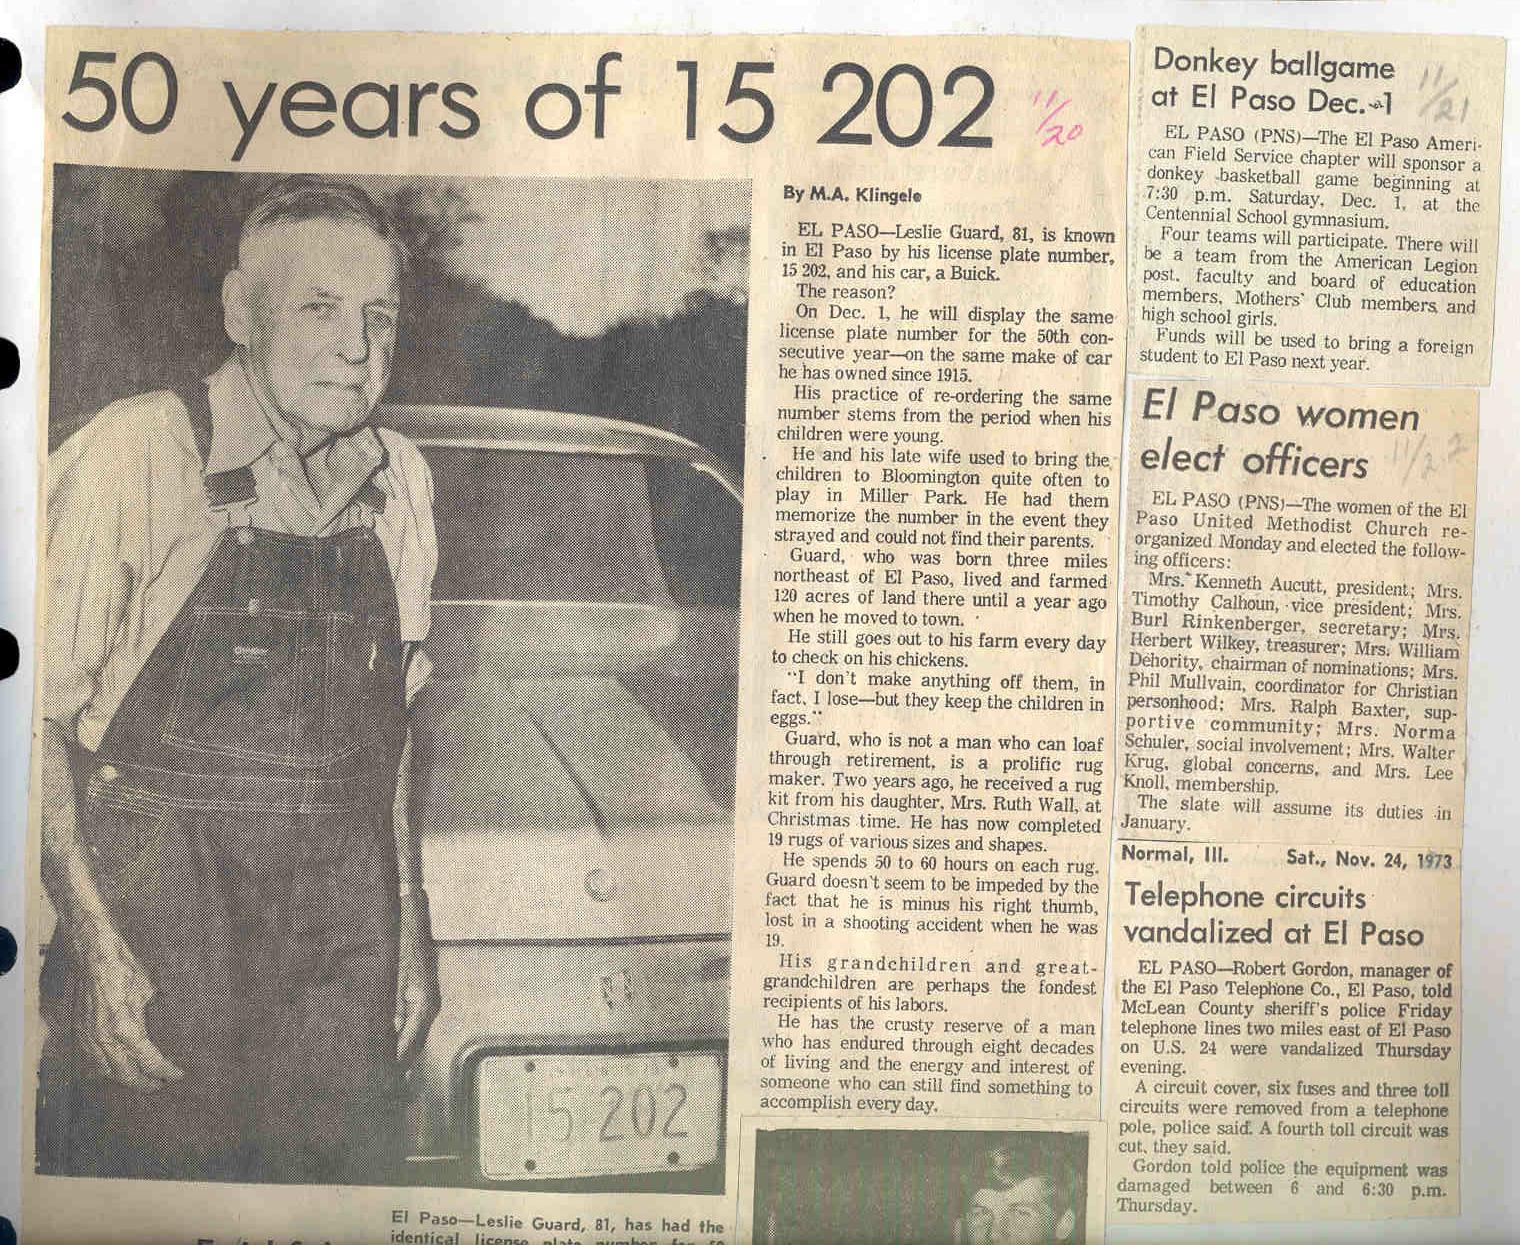 50 years of 15 202
11/20
By M.A. Klingele
EL PASO—Leslie Guard, 81, is known
in El Paso by his license plate number,
15 202, and his car, a Buick.
The reason?
On Dec. 1, he will display the same
license plate number for the 50th con-
secutive year—on the same make of car
he has owned since 1915.
His practice of re-ordering the same
number stems from the period when his
children were young.
He and his late wife used to bring the
children to Bloomington quite often to
play in Miller Park. He had them
memorize the number in the event they
strayed and could not find their parents.
Guard, who was born three miles
northeast of El Paso, lived and farmed
120 acres of land there until a year ago
when he moved to town.
He still goes out to his farm every day
to check on his chickens.
"I don't make anything off them, in
fact, I lose—but they keep the children in
eggs."
Guard, who is not a man who can loaf
through retirement, is a prolific rug
maker. Two years ago, he received a rug
kit from his daughter, Mrs. Ruth Wall, at
Christmas time. He has now completed
19 rugs of various sizes and shapes.
He spends 50 to 60 hours on each rug.
Guard doesn't seem to be impeded by the
fact that he is minus his right thumb,
lost in a shooting accident when he was
19.
His grandchildren and great-
grandchildren are perhaps the fondest
recipients of his labors.
He has the crusty reserve of a man
who has endured through eight decades
of living and the energy and interest of
someone who can still find something to
accomplish every day.
15 202
El Paso—Leslie Guard, 81, has had the
identical license plate number for 50
Donkey ballgame
at El Paso Dec. 1
11/21
EL PASO (PNS)—The El Paso Ameri-
can Field Service chapter will sponsor a
donkey basketball game beginning at
7:30 p.m. Saturday, Dec. 1, at the
Centennial School gymnasium.
Four teams will participate. There will
be a team from the American Legion
post, faculty and board of education
members, Mothers' Club members, and
high school girls.
Funds will be used to bring a foreign
student to El Paso next year.
El Paso women
elect officers
11/22
EL PASO (PNS)—The women of the El
Paso United Methodist Church re-
organized Monday and elected the follow-
ing officers:
Mrs. Kenneth Aucutt, president; Mrs.
Timothy Calhoun, vice president; Mrs.
Burl Rinkenberger, secretary; Mrs.
Herbert Wilkey, treasurer; Mrs. William
Dehority, chairman of nominations; Mrs.
Phil Mullvain, coordinator for Christian
personhood; Mrs. Ralph Baxter, sup-
portive community; Mrs. Norma
Schuler, social involvement; Mrs. Walter
Krug, global concerns, and Mrs. Lee
Knoll, membership.
The slate will assume its duties in
January.
Normal, Ill. Sat., Nov. 24, 1973
Telephone circuits
vandalized at El Paso
EL PASO—Robert Gordon, manager of
the El Paso Telephone Co., El Paso, told
McLean County sheriff's police Friday
telephone lines two miles east of El Paso
on U.S. 24 were vandalized Thursday
evening.
A circuit cover, six fuses and three toll
circuits were removed from a telephone
pole, police said. A fourth toll circuit was
cut, they said.
Gordon told police the equipment was
damaged between 6 and 6:30 p.m.
Thursday.